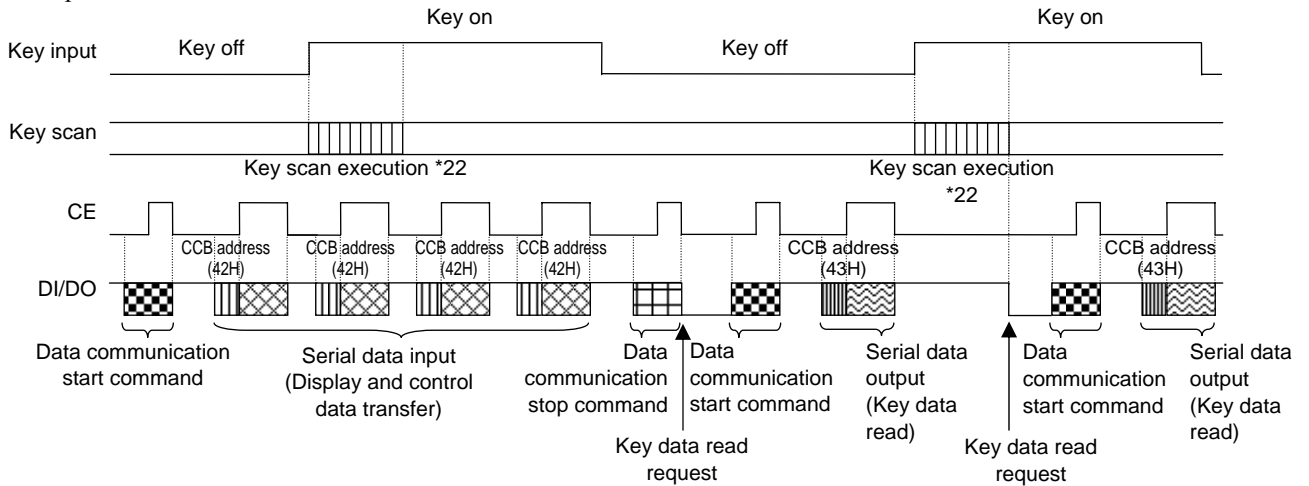 Key on
Key on
Key input
Key off
Key off
Key scan
Key scan execution *22
Key scan execution
*22
CE
CCB address
(42H)
CCB address
(42H)
CCB address
(42H)
CCB address
(42H)
CCB address
(43H)
CCB address
(43H)
DI/DO
Data communication
start command
Serial data input
(Display and control
data transfer)
Data
communication
stop command
Data
communication
start command
Serial data
output
(Key data
read)
Data
communication
start command
Serial data
output
(Key data
read)
Key data read
request
Key data read
request